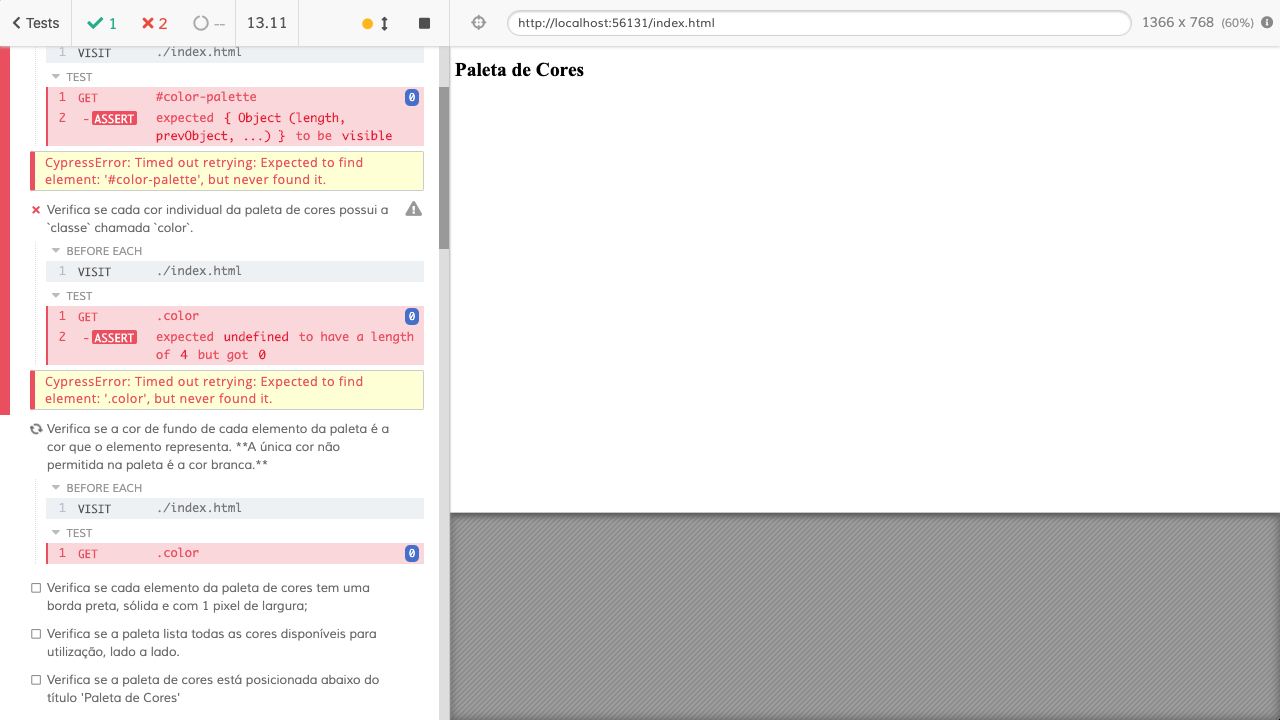 Tests
1
2
--
13.11
http://localhost:56131/index.html
1366 x 768 (60%)
1 VISIT ./index.html
TEST
1 GET #color-palette 0
2 -ASSERT expected { Object (length,
prevObject, ...) } to be visible
CypressError: Timed out retrying: Expected to find
element: '#color-palette', but never found it.
Verifica se cada cor individual da paleta de cores possui a
`classe` chamada `color`.
BEFORE EACH
1 VISIT ./index.html
TEST
1 GET .color 0
2 -ASSERT expected undefined to have a length
of 4 but got 0
CypressError: Timed out retrying: Expected to find
element: '.color', but never found it.
Verifica se a cor de fundo de cada elemento da paleta é a
cor que o elemento representa. **A única cor não
permitida na paleta é a cor branca.**
BEFORE EACH
1 VISIT ./index.html
TEST
1 GET .color 0
Verifica se cada elemento da paleta de cores tem uma
borda preta, sólida e com 1 pixel de largura;
Verifica se a paleta lista todas as cores disponíveis para
utilização, lado a lado.
Verifica se a paleta de cores está posicionada abaixo do
título 'Paleta de Cores'
Paleta de Cores